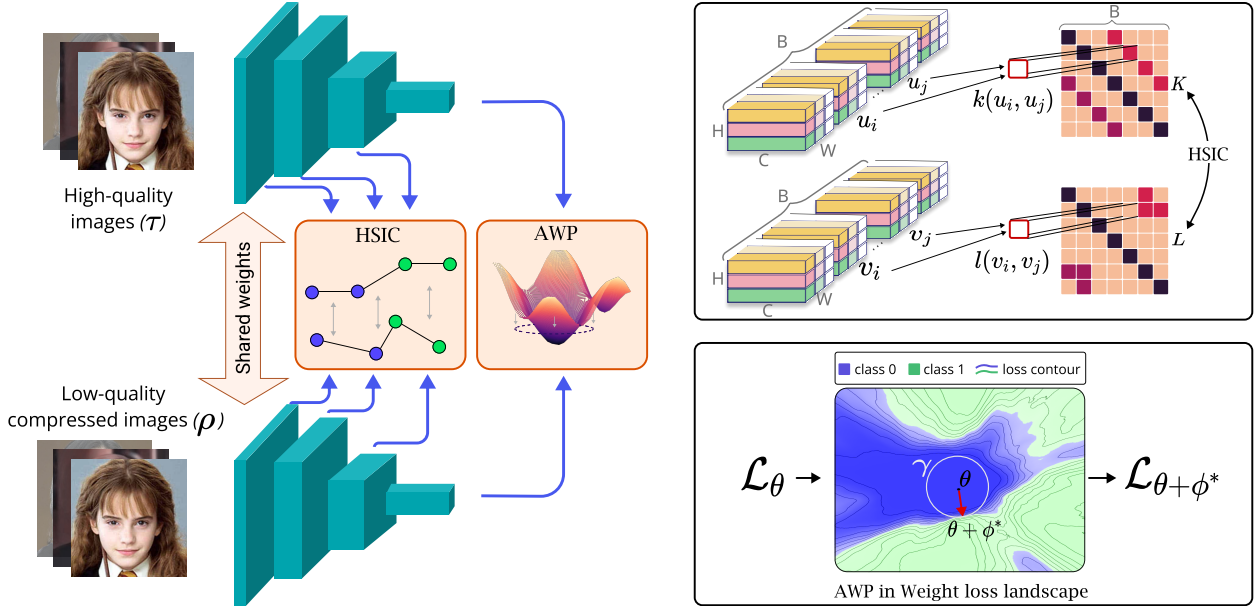 High-quality
images (τ)
Shared weights
Low-quality
compressed images (ρ)
HSIC
AWP
B
H
C
W
u_i
u_j
k(u_i, u_j)
B
K
HSIC
B
H
C
W
v_i
v_j
l(v_i, v_j)
L
class 0 class 1 loss contour
ℒ_θ
γ
θ
θ + ϕ*
ℒ_{θ+ϕ*}
AWP in Weight loss landscape